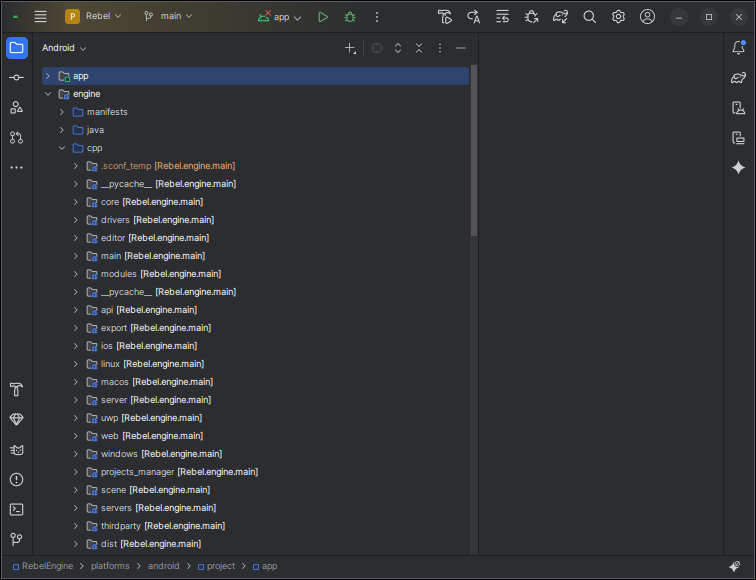 P Rebel main app
Android
app
engine
manifests
java
cpp
.sconf_temp [Rebel.engine.main]
__pycache__ [Rebel.engine.main]
core [Rebel.engine.main]
drivers [Rebel.engine.main]
editor [Rebel.engine.main]
main [Rebel.engine.main]
modules [Rebel.engine.main]
__pycache__ [Rebel.engine.main]
api [Rebel.engine.main]
export [Rebel.engine.main]
ios [Rebel.engine.main]
linux [Rebel.engine.main]
macos [Rebel.engine.main]
server [Rebel.engine.main]
uwp [Rebel.engine.main]
web [Rebel.engine.main]
windows [Rebel.engine.main]
projects_manager [Rebel.engine.main]
scene [Rebel.engine.main]
servers [Rebel.engine.main]
thirdparty [Rebel.engine.main]
dist [Rebel.engine.main]
RebelEngine > platforms > android > project > app